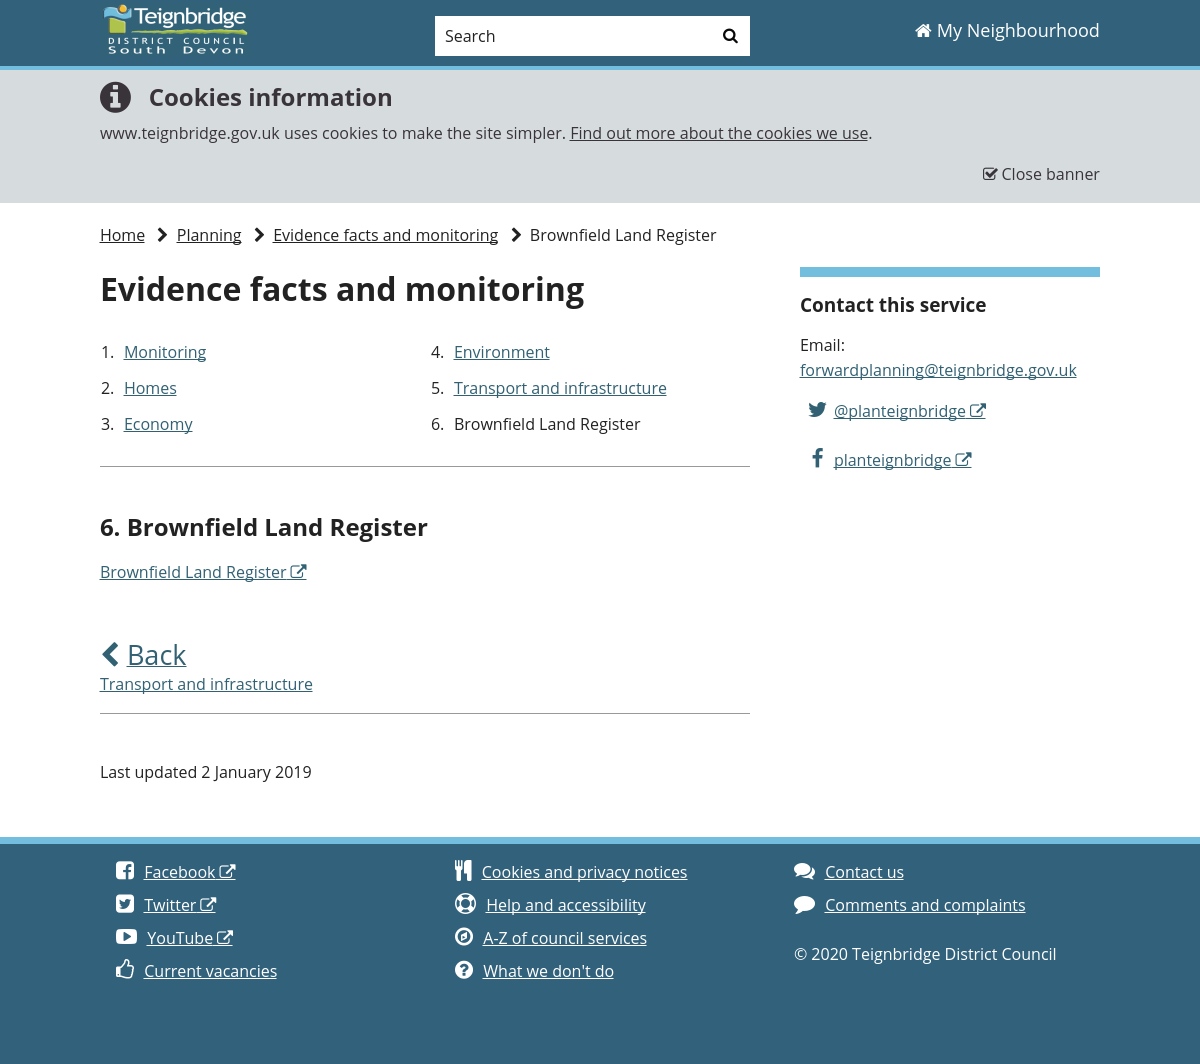 Teignbridge
DISTRICT COUNCIL
South Devon
Search
My Neighbourhood
Cookies information
www.teignbridge.gov.uk uses cookies to make the site simpler. Find out more about the cookies we use.
Close banner
Home Planning Evidence facts and monitoring Brownfield Land Register
Evidence facts and monitoring
1. Monitoring
2. Homes
3. Economy
4. Environment
5. Transport and infrastructure
6. Brownfield Land Register
6. Brownfield Land Register
Brownfield Land Register
Back
Transport and infrastructure
Last updated 2 January 2019
Contact this service
Email:
forwardplanning@teignbridge.gov.uk
@planteignbridge
planteignbridge
Facebook
Twitter
YouTube
Current vacancies
Cookies and privacy notices
Help and accessibility
A-Z of council services
What we don't do
Contact us
Comments and complaints
© 2020 Teignbridge District Council